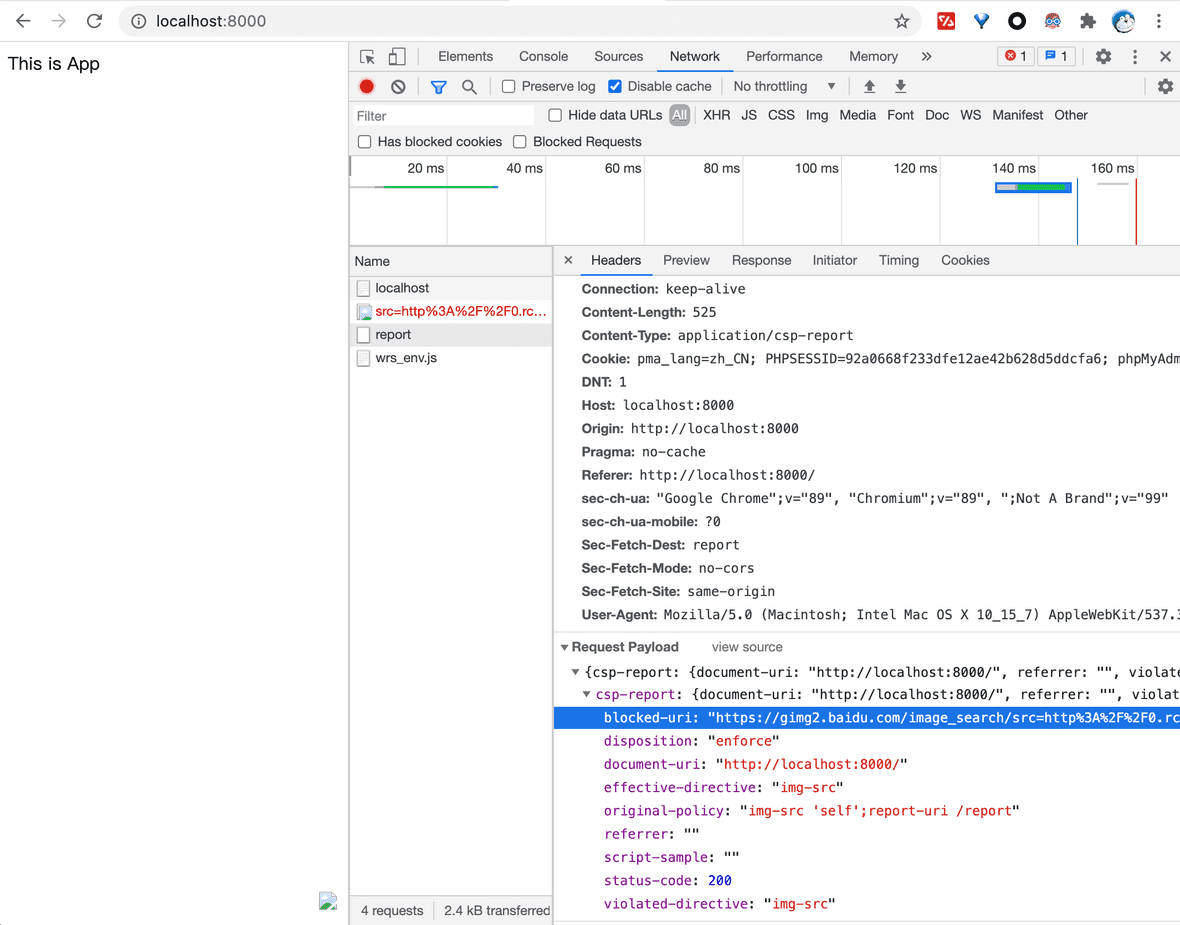 localhost:8000
This is App
Elements Console Sources Network Performance Memory » 1 1
Preserve log Disable cache No throttling ▼
Filter Hide data URLs All XHR JS CSS Img Media Font Doc WS Manifest Other
Has blocked cookies Blocked Requests
20 ms 40 ms 60 ms 80 ms 100 ms 120 ms 140 ms 160 ms
Name
localhost
src=http%3A%2F%2F0.rc…
report
wrs_env.js
4 requests 2.4 kB transferred
× Headers Preview Response Initiator Timing Cookies
Connection: keep-alive
Content-Length: 525
Content-Type: application/csp-report
Cookie: pma_lang=zh_CN; PHPSESSID=92a0668f233dfe12ae42b628d5ddcfa6; phpMyAdm
DNT: 1
Host: localhost:8000
Origin: http://localhost:8000
Pragma: no-cache
Referer: http://localhost:8000/
sec-ch-ua: "Google Chrome";v="89", "Chromium";v="89", ";Not A Brand";v="99"
sec-ch-ua-mobile: ?0
Sec-Fetch-Dest: report
Sec-Fetch-Mode: no-cors
Sec-Fetch-Site: same-origin
User-Agent: Mozilla/5.0 (Macintosh; Intel Mac OS X 10_15_7) AppleWebKit/537.3
▼Request Payload view source
▼{csp-report: {document-uri: "http://localhost:8000/", referrer: "", violate
▼csp-report: {document-uri: "http://localhost:8000/", referrer: "", violat
blocked-uri: "https://gimg2.baidu.com/image_search/src=http%3A%2F%2F0.rc
disposition: "enforce"
document-uri: "http://localhost:8000/"
effective-directive: "img-src"
original-policy: "img-src 'self';report-uri /report"
referrer: ""
script-sample: ""
status-code: 200
violated-directive: "img-src"